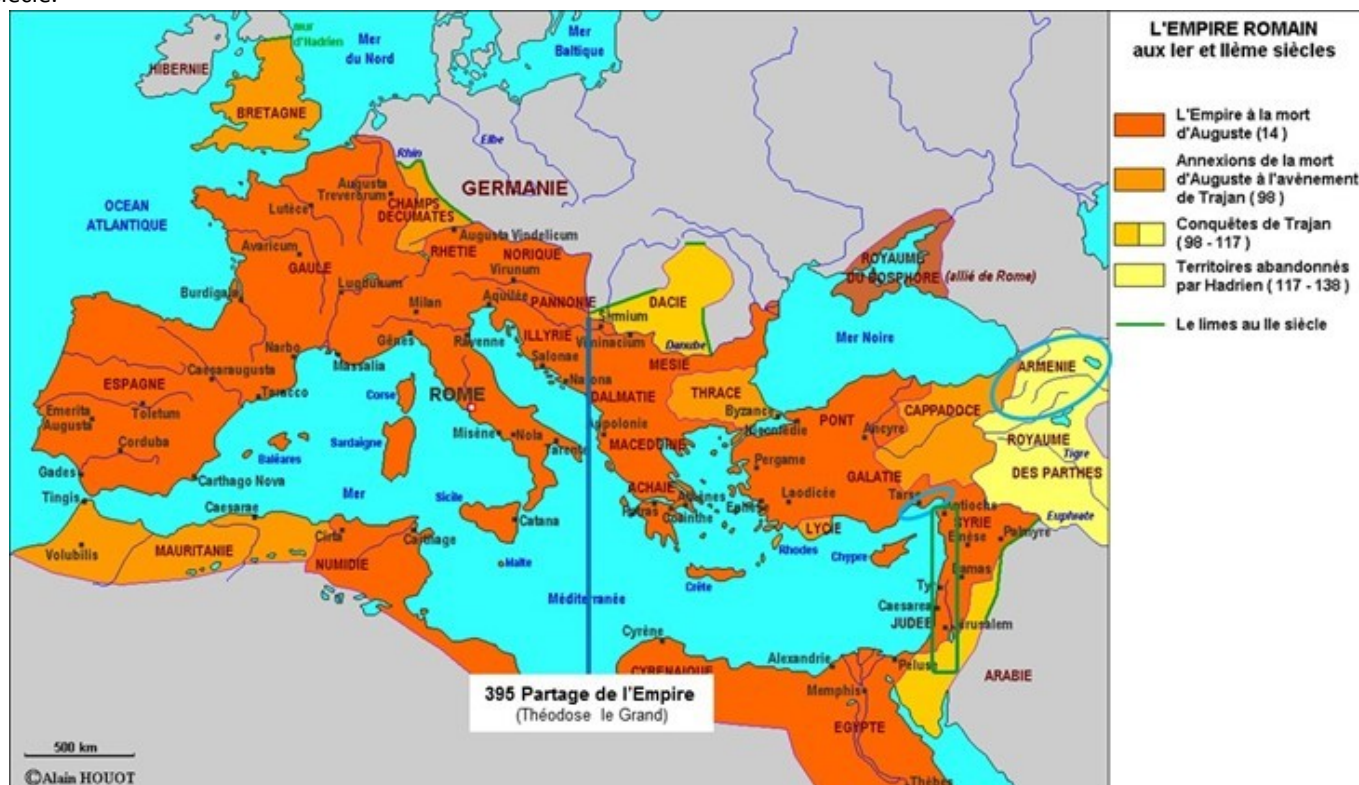 siècle.
mur
d'Hadrien
Mer
du Nord
Mer
Baltique
HIBERNIE
BRETAGNE
Elbe
Rhin
GERMANIE
OCEAN
ATLANTIQUE
Augusta
Treverorum
Lutèce
CHAMPS
DECUMATES
Augusta Vindelicum
Avaricum
RHETIE
NORIQUE
GAULE
Virunum
Lugdunum
Burdigala
Milan
Aquilée
PANNONIE
DACIE
Sirmium
ROYAUME
DU BOSPHORE (allié de Rome)
Gênes
Ravenne
ILLYRIE
Viminacium
Danube
Mer Noire
Narbo
Massalia
Salonae
MESIE
ARMENIE
Caesaraugusta
ESPAGNE
Tarraco
Corse
ROME
Narona
DALMATIE
THRACE
Byzance
PONT
CAPPADOCE
Emerita
Augusta
Toletum
Misène
Nola
Appolonie
Nicomédie
Ancyre
ROYAUME
DES PARTHES
Tigre
Corduba
Baléares
Sardaigne
Tarente
MACEDOINE
Pergame
GALATIE
Gades
Carthago Nova
Mer
Sicile
ACHAIE
Athènes
Laodicée
Tarse
Antioche
Euphrate
Tingis
Caesarae
Catana
Patras
Corinthe
Ephèse
LYCIE
SYRIE
Volubilis
MAURITANIE
Cirta
Carthage
Rhodes
Chypre
Emèse
Palmyre
NUMIDIE
Malte
Crète
Damas
Méditerranée
Tyr
Caesarea
JUDEE
Jérusalem
Cyrène
Alexandrie
Péluse
ARABIE
CYRENAIQUE
Memphis
EGYPTE
Thèbes
395 Partage de l'Empire
(Théodose le Grand)
500 km
©Alain HOUOT
L'EMPIRE ROMAIN
aux Ier et IIème siècles
L'Empire à la mort
d'Auguste (14 )
Annexions de la mort
d'Auguste à l'avènement
de Trajan ( 98 )
Conquêtes de Trajan
( 98 - 117 )
Territoires abandonnés
par Hadrien ( 117 - 138 )
Le limes au IIe siècle